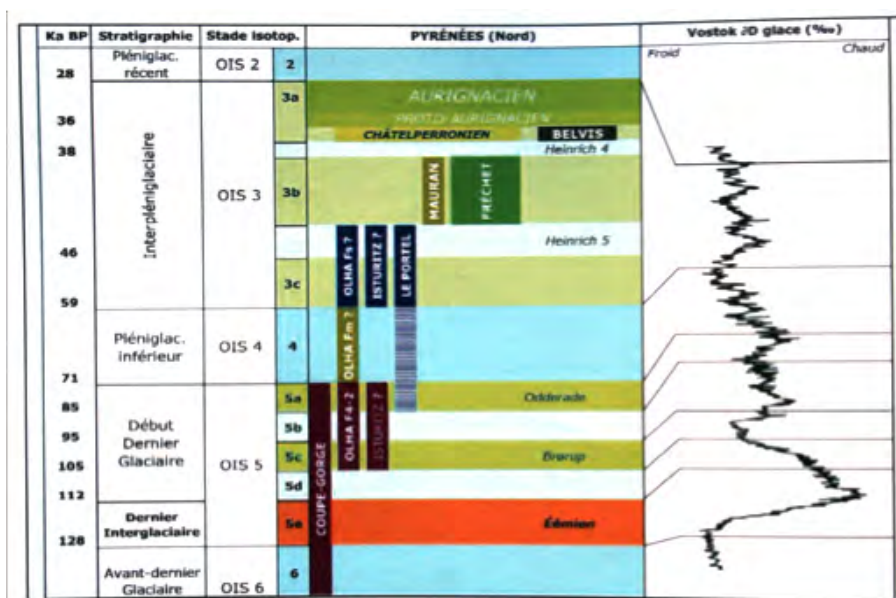 Ka BP
Stratigraphie
Stade isotop.
PYRÉNÉES (Nord)
Vostok ∂D glace (‰)
Froid
Chaud
Pléniglac.
récent
OIS 2
2
28
3a
AURIGNACIEN
PROTO-AURIGNACIEN
36
CHÂTELPERRONIEN
BELVIS
38
Heinrich 4
Interpléniglaciaire
OIS 3
3b
MAURAN
PRÉCHET
46
Heinrich 5
OLHA Fs ?
ISTURITZ ?
LE PORTEL
3c
59
Pléniglac.
inférieur
OIS 4
4
OLHA Fm ?
71
5a
Odderade
85
Début
Dernier
Glaciaire
OIS 5
5b
OLHA F4-2
ISTURITZ ?
95
5c
Brørup
105
5d
COUPE-GORGE
112
Dernier
Interglaciaire
5e
Éémien
128
Avant-dernier
Glaciaire
OIS 6
6